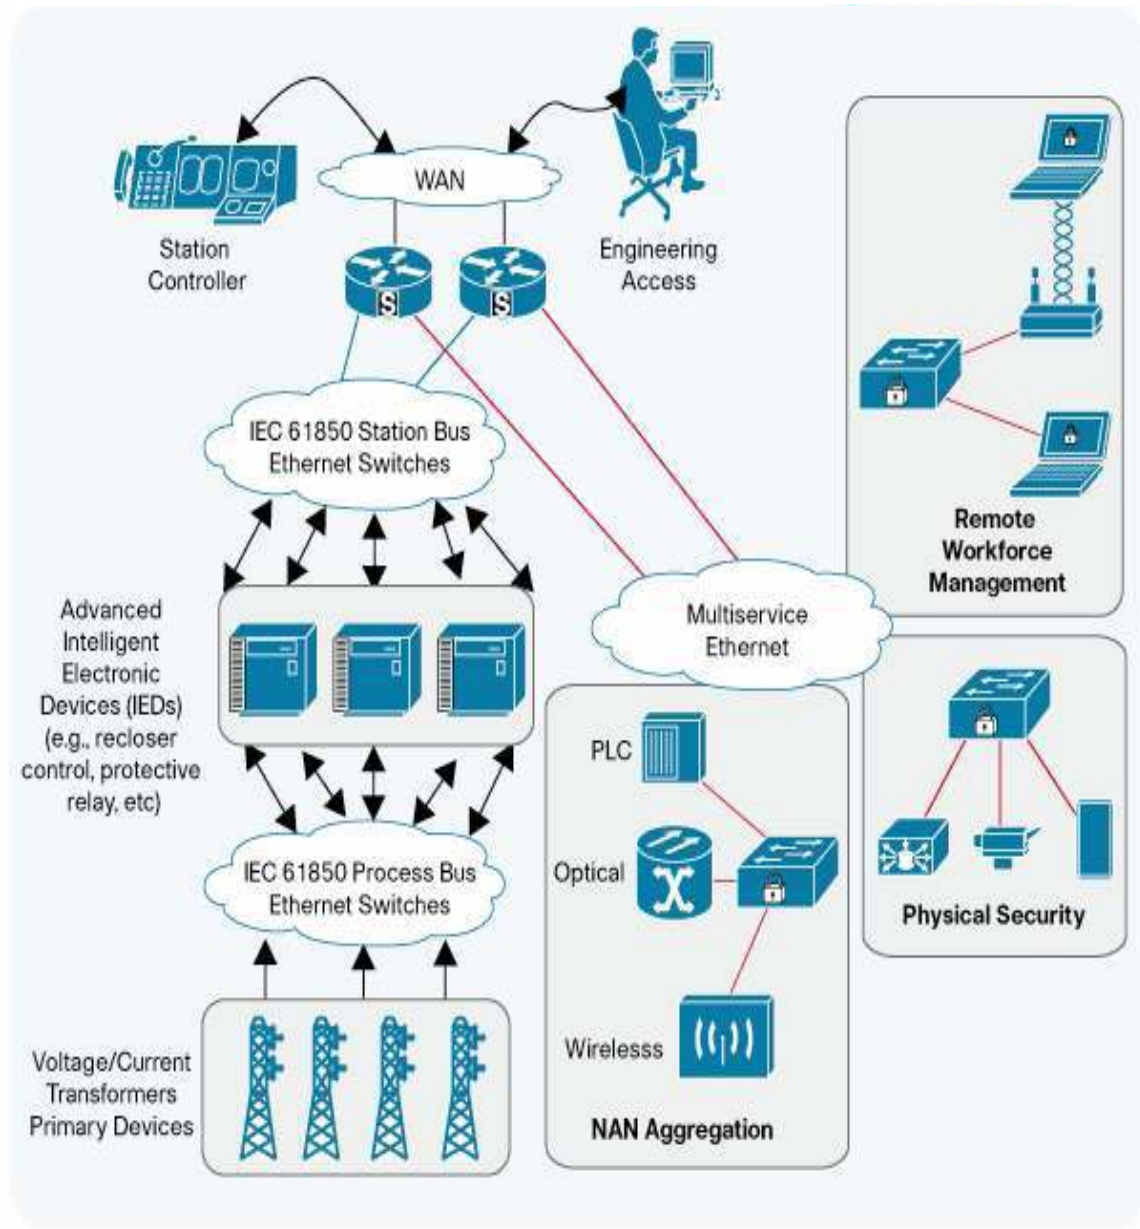 WAN
Station
Controller
Engineering
Access
S
S
IEC 61850 Station Bus
Ethernet Switches
Remote
Workforce
Management
Advanced
Intelligent
Electronic
Devices (IEDs)
(e.g., recloser
control, protective
relay, etc)
Multiservice
Ethernet
PLC
Optical
Wirelesss
NAN Aggregation
Physical Security
IEC 61850 Process Bus
Ethernet Switches
Voltage/Current
Transformers
Primary Devices